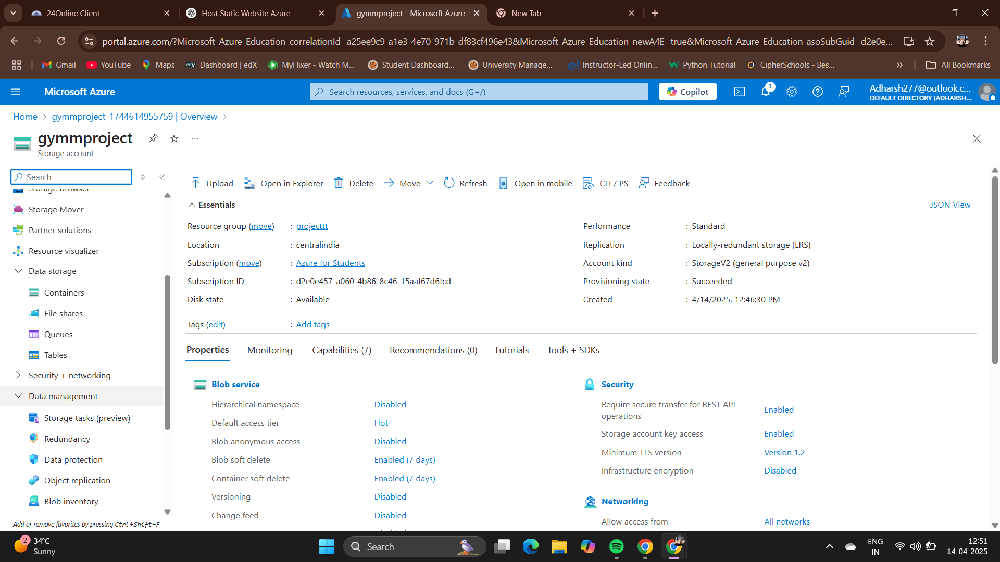 24Online Client
Host Static Website Azure
gymmproject - Microsoft Azure
New Tab
portal.azure.com/?Microsoft_Azure_Education_correlationId=a25ee9c9-a1e3-4e70-971b-df83cf496e43&Microsoft_Azure_Education_newA4E=true&Microsoft_Azure_Education_asoSubGuid=d2e0e...
Gmail
YouTube
Maps
edX
Dashboard | edX
MyFlixer - Watch M...
Student Dashboard...
University Manage...
Instructor-Led Onlin...
Python Tutorial
CipherSchools - Bes...
All Bookmarks
Microsoft Azure
Search resources, services, and docs (G+/)
Copilot
1
Adharsh277@outlook.c...
DEFAULT DIRECTORY (ADHARSH...
Home
gymmproject_1744614955759 | Overview
gymmproject
Storage account
Search
Storage browser
Storage Mover
Partner solutions
Resource visualizer
Data storage
Containers
File shares
Queues
Tables
Security + networking
Data management
Storage tasks (preview)
Redundancy
Data protection
Object replication
Blob inventory
Add or remove favorites by pressing Ctrl+Shift+F
Upload
Open in Explorer
Delete
Move
Refresh
Open in mobile
CLI / PS
Feedback
Essentials
JSON View
Resource group (move) : projecttt
Location : centralindia
Subscription (move) : Azure for Students
Subscription ID : d2e0e457-a060-4b86-8c46-15aaf67d6fcd
Disk state : Available
Tags (edit) : Add tags
Performance : Standard
Replication : Locally-redundant storage (LRS)
Account kind : StorageV2 (general purpose v2)
Provisioning state : Succeeded
Created : 4/14/2025, 12:46:30 PM
Properties
Monitoring
Capabilities (7)
Recommendations (0)
Tutorials
Tools + SDKs
Blob service
Hierarchical namespace Disabled
Default access tier Hot
Blob anonymous access Disabled
Blob soft delete Enabled (7 days)
Container soft delete Enabled (7 days)
Versioning Disabled
Change feed Disabled
Security
Require secure transfer for REST API
operations Enabled
Storage account key access Enabled
Minimum TLS version Version 1.2
Infrastructure encryption Disabled
Networking
Allow access from All networks
2
34°C
Sunny
Search
ENG
IN
12:51
14-04-2025